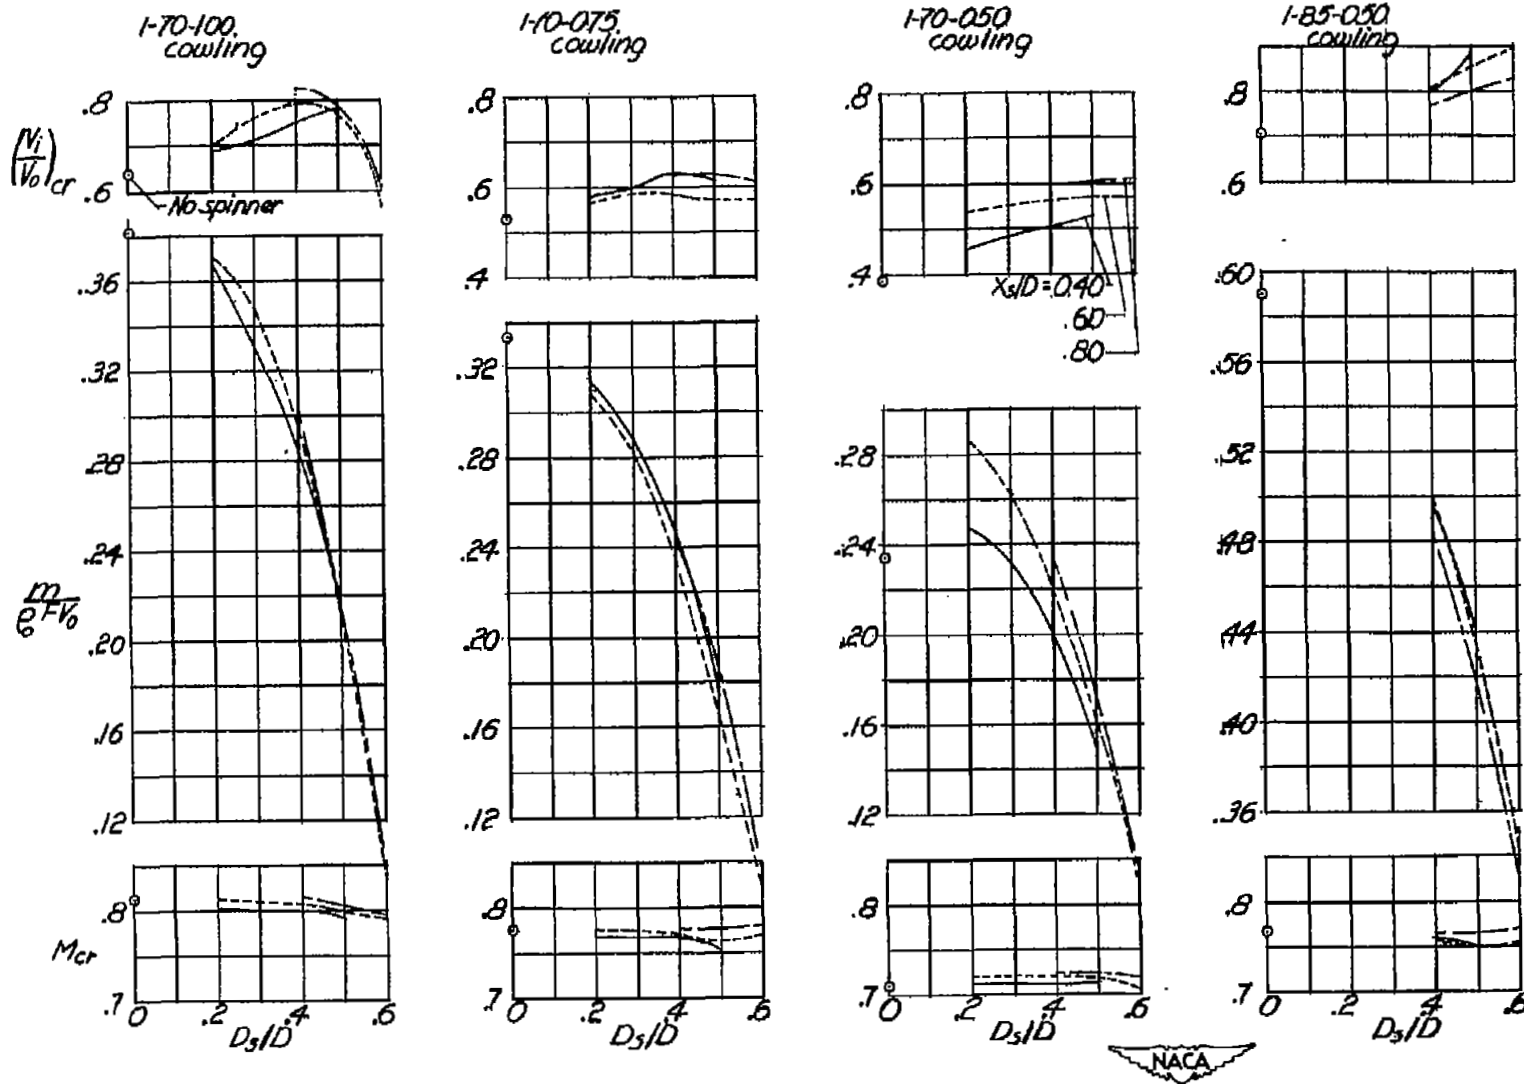 1-70-100.
cowling
1-70-075.
cowling
1-70-050
cowling
1-85-050
cowling
(Vi/Vo)cr
.8
.6
No spinner
.8
.6
.4
.8
.6
.4
Xs/D = 0.40
.60
.80
.8
.6
m/ρoFVo
.36
.32
.28
.24
.20
.16
.12
.32
.28
.24
.20
.16
.12
.28
.24
.20
.16
.12
.60
.56
.52
.48
.44
.40
.36
Mcr
.8
.7
.8
.7
.8
.7
.8
.7
0 .2 .4 .6
Ds/D
0 .2 .4 .6
Ds/D
0 .2 .4 .6
Ds/D
0 .2 .4 .6
Ds/D
NACA